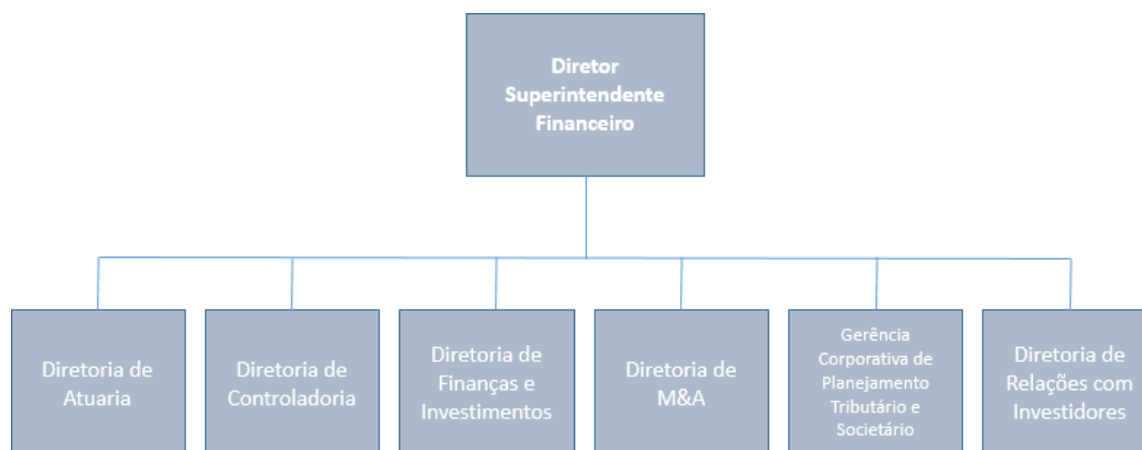 Diretor
Superintendente
Financeiro
Diretoria de
Atuaria
Diretoria de
Controladoria
Diretoria de
Finanças e
Investimentos
Diretoria de
M&A
Gerência
Corporativa de
Planejamento
Tributário e
Societário
Diretoria de
Relações com
Investidores